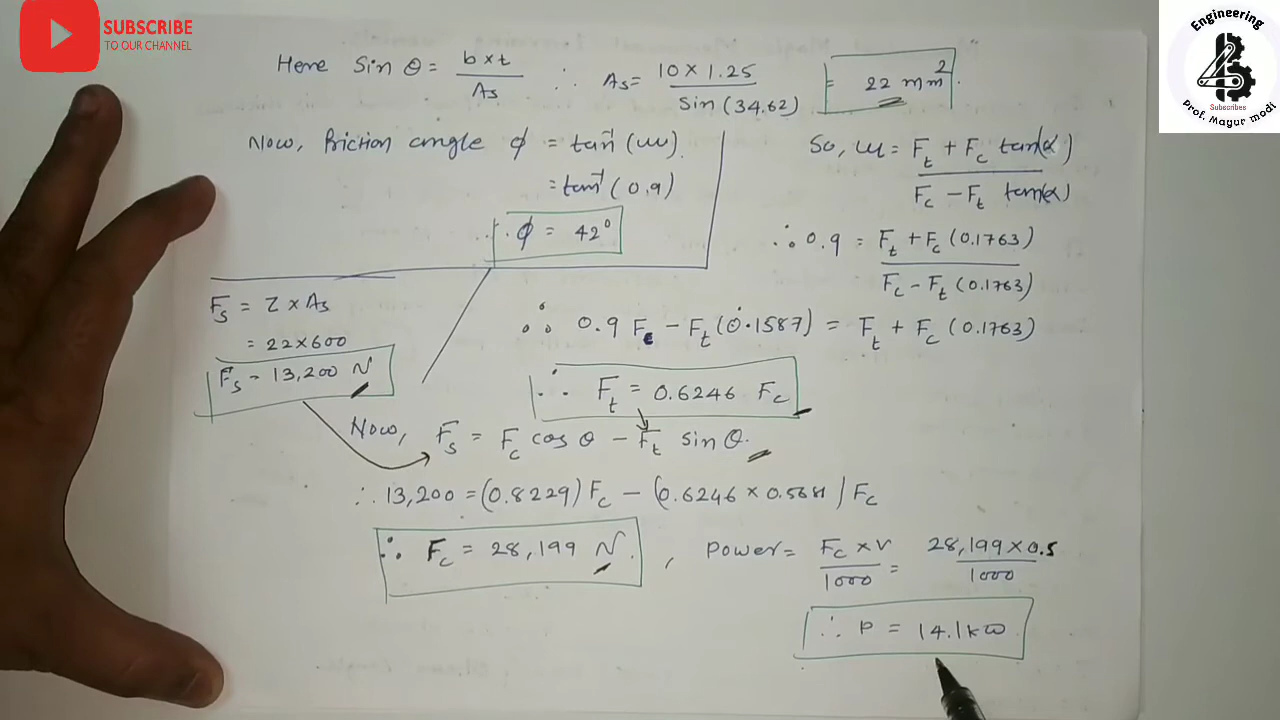 SUBSCRIBE
TO OUR CHANNEL
Engineering
Subscribes
Prof. Mayur modi
Here Sin θ = b×t / As ∴ As = 10 × 1.25 / Sin (34.62) = 22 mm²
Now, Friction angle ϕ = tan⁻¹ (μ)
= tan⁻¹ (0.9)
∴ ϕ = 42°
So, μ = Ft + Fc tan(α) / Fc − Ft tan(α)
∴ 0.9 = Ft + Fc (0.1763) / Fc − Ft (0.1763)
∴ 0.9 Fc − Ft (0.1587) = Ft + Fc (0.1763)
∴ Ft = 0.6246 Fc
Fs = τ × As
= 22×600
Fs = 13,200 N
Now, Fs = Fc cos θ − Ft sin θ.
∴ 13,200 = (0.8229) Fc − (0.6246 × 0.5681) Fc
∴ Fc = 28,199 N. , Power = Fc × V / 1000 = 28,199 × 0.5 / 1000
∴ P = 14.1 kW